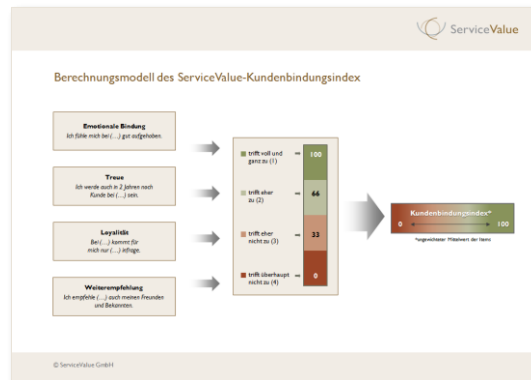 ServiceValue
Berechnungsmodell des ServiceValue-Kundenbindungsindex
Emotionale Bindung
Ich fühle mich bei (...) gut aufgehoben.
Treue
Ich werde auch in 2 Jahren noch
Kunde bei (...) sein.
Loyalität
Bei (...) kommt für
mich nur (...) infrage.
Weiterempfehlung
Ich empfehle (...) auch meinen Freunden
und Bekannten.
trifft voll und
ganz zu (1)
100
trifft eher
zu (2)
66
trifft eher
nicht zu (3)
33
trifft überhaupt
nicht zu (4)
0
Kundenbindungsindex*
0
100
*ungewichteter Mittelwert der Items
© ServiceValue GmbH